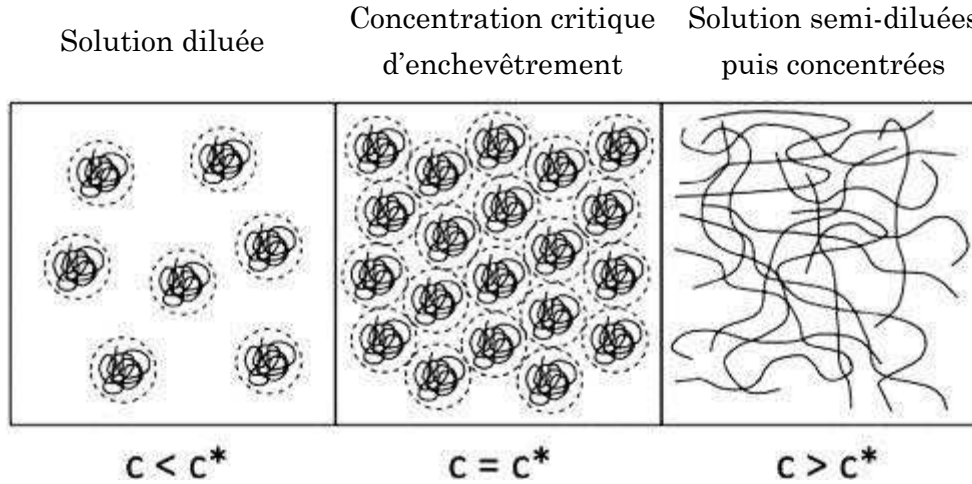 Solution diluée
Concentration critique
d'enchevêtrement
Solution semi-diluées
puis concentrées
c < c*
c = c*
c > c*